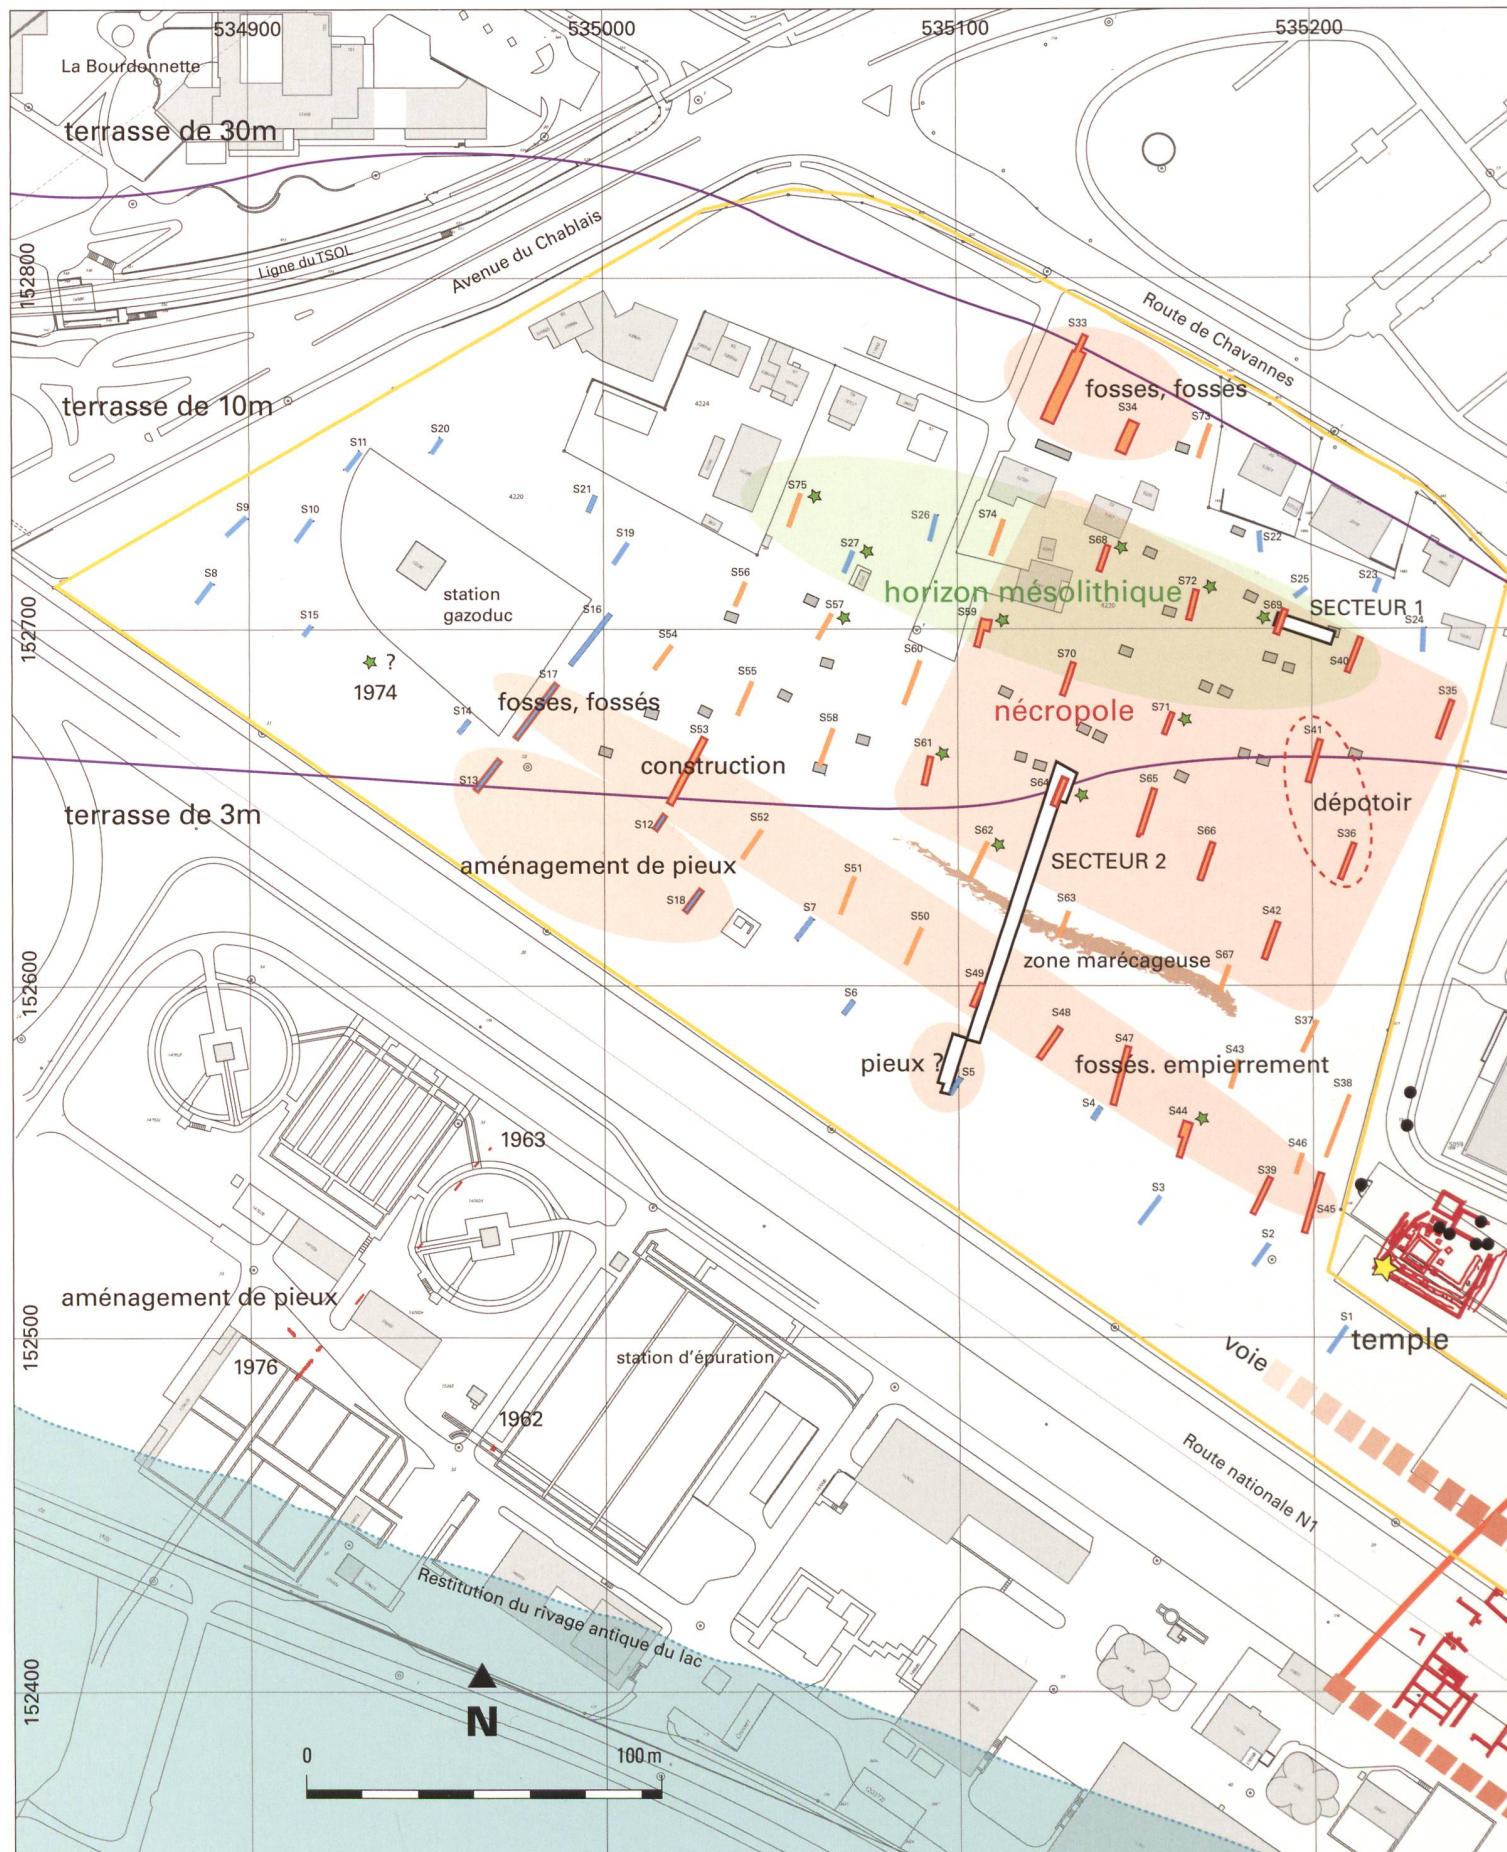 534900
535000
535100
535200
La Bourdonnette
terrasse de 30m
Ligne du TSOL
Avenue du Chablais
Route de Chavannes
152800
S33
fosses, fossés
S34
S73
terrasse de 10m
S11
S20
4224
S75
S21
4220
S9
S10
S26
S74
S27
S19
S68
S22
S8
S56
horizon mésolithique
S72
S25
S23
station
gazoduc
S16
S57
S59
4220
S69
SECTEUR 1
S24
152700
S15
S54
S60
S40
?
1974
S17
S55
S70
S35
fosses, fossés
S14
nécropole
S71
S53
S58
S61
S41
construction
S13
S64
S65
dépotoir
terrasse de 3m
S12
S52
S62
S66
S36
aménagement de pieux
S51
SECTEUR 2
S18
S7
S50
S63
S42
zone marécageuse
S67
152600
S49
S6
S48
S37
S47
S43
pieux ?
S5
fossés. empierrement
S38
S4
S44
1963
S46
S3
S39
S45
S2
aménagement de pieux
152500
S1
temple
1976
station d'épuration
voie
1962
Route nationale N1
Restitution du rivage antique du lac
152400
N
0
100 m